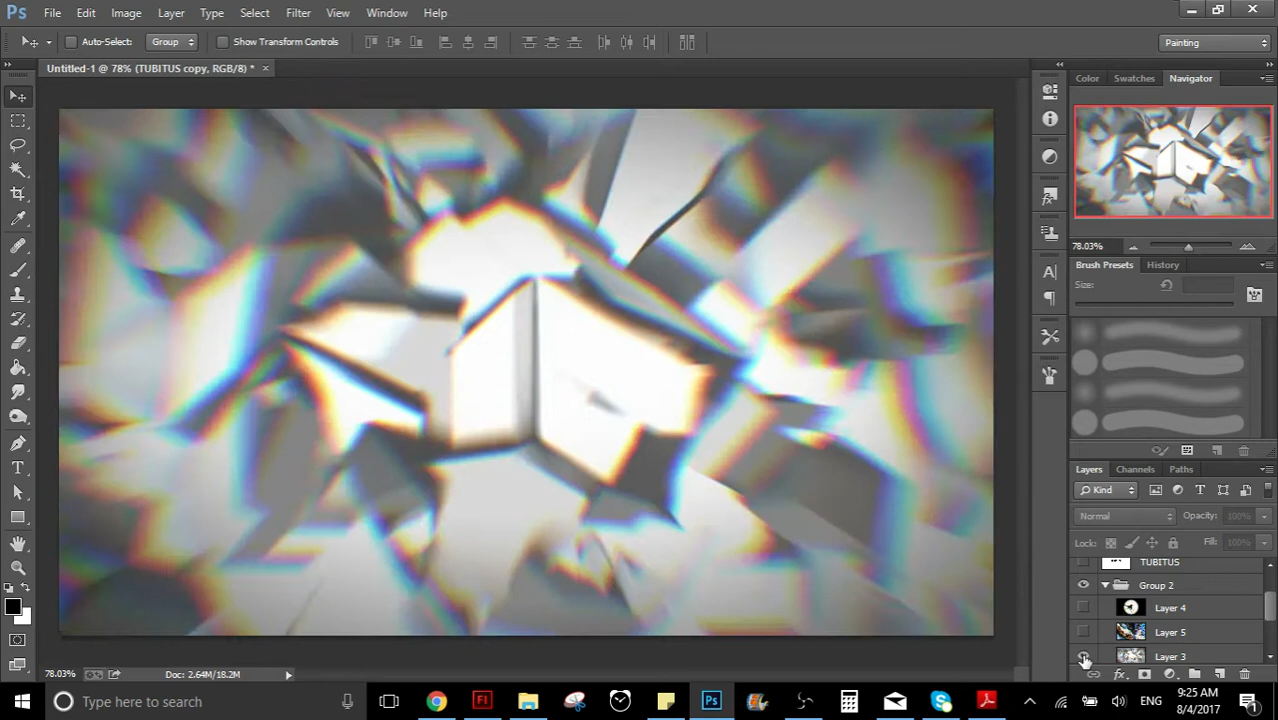 Ps File Edit Image Layer Type Select Filter View Window Help
Auto-Select: Group Show Transform Controls Painting
Untitled-1 @ 78% (TUBITUS copy, RGB/8) * ×
Color Swatches Navigator
78.03%
Brush Presets History
Size:
Layers Channels Paths
Kind
Normal Opacity: 100%
Lock: Fill: 100%
TUBITUS
Group 2
Layer 4
Layer 5
Layer 3
78.03% Doc: 2.64M/18.2M
Type here to search
Ps
ENG
9:25 AM
8/4/2017
1